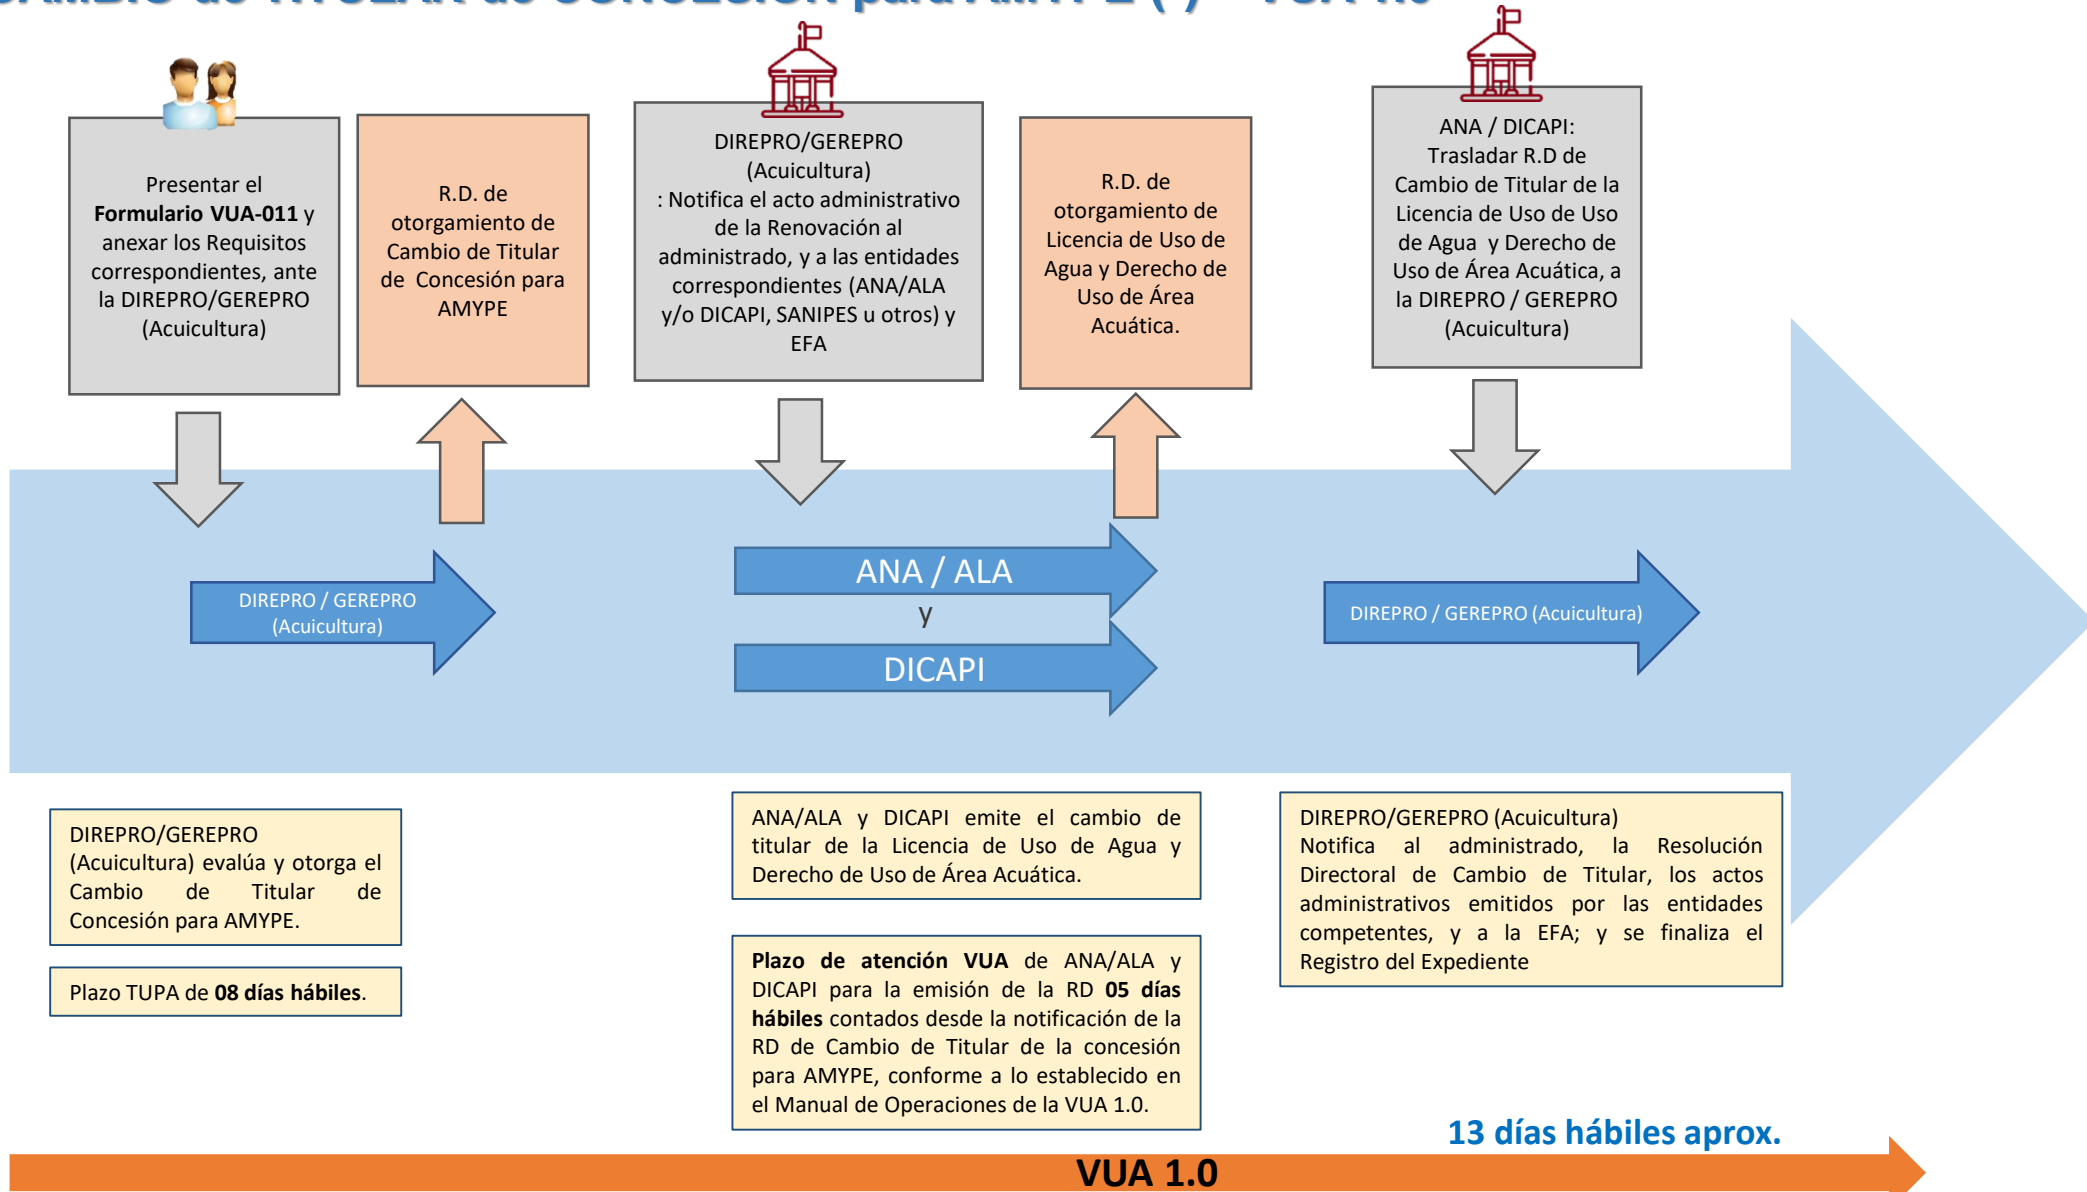 CAMBIO de TITULAR de CONCESIÓN para AMYPE (*) – VUA 1.0
Presentar el
Formulario VUA-011 y
anexar los Requisitos
correspondientes, ante
la DIREPRO/GEREPRO
(Acuicultura)
R.D. de
otorgamiento de
Cambio de Titular
de Concesión para
AMYPE
DIREPRO/GEREPRO
(Acuicultura)
: Notifica el acto administrativo
de la Renovación al
administrado, y a las entidades
correspondientes (ANA/ALA
y/o DICAPI, SANIPES u otros) y
EFA
R.D. de
otorgamiento de
Licencia de Uso de
Agua y Derecho de
Uso de Área
Acuática.
ANA / DICAPI:
Trasladar R.D de
Cambio de Titular de la
Licencia de Uso de Uso
de Agua y Derecho de
Uso de Área Acuática, a
la DIREPRO / GEREPRO
(Acuicultura)
DIREPRO / GEREPRO
(Acuicultura)
ANA / ALA
y
DICAPI
DIREPRO / GEREPRO (Acuicultura)
DIREPRO/GEREPRO
(Acuicultura) evalúa y otorga el
Cambio de Titular de
Concesión para AMYPE.
Plazo TUPA de 08 días hábiles.
ANA/ALA y DICAPI emite el cambio de
titular de la Licencia de Uso de Agua y
Derecho de Uso de Área Acuática.
Plazo de atención VUA de ANA/ALA y
DICAPI para la emisión de la RD 05 días
hábiles contados desde la notificación de la
RD de Cambio de Titular de la concesión
para AMYPE, conforme a lo establecido en
el Manual de Operaciones de la VUA 1.0.
DIREPRO/GEREPRO (Acuicultura)
Notifica al administrado, la Resolución
Directoral de Cambio de Titular, los actos
administrativos emitidos por las entidades
competentes, y a la EFA; y se finaliza el
Registro del Expediente
13 días hábiles aprox.
VUA 1.0